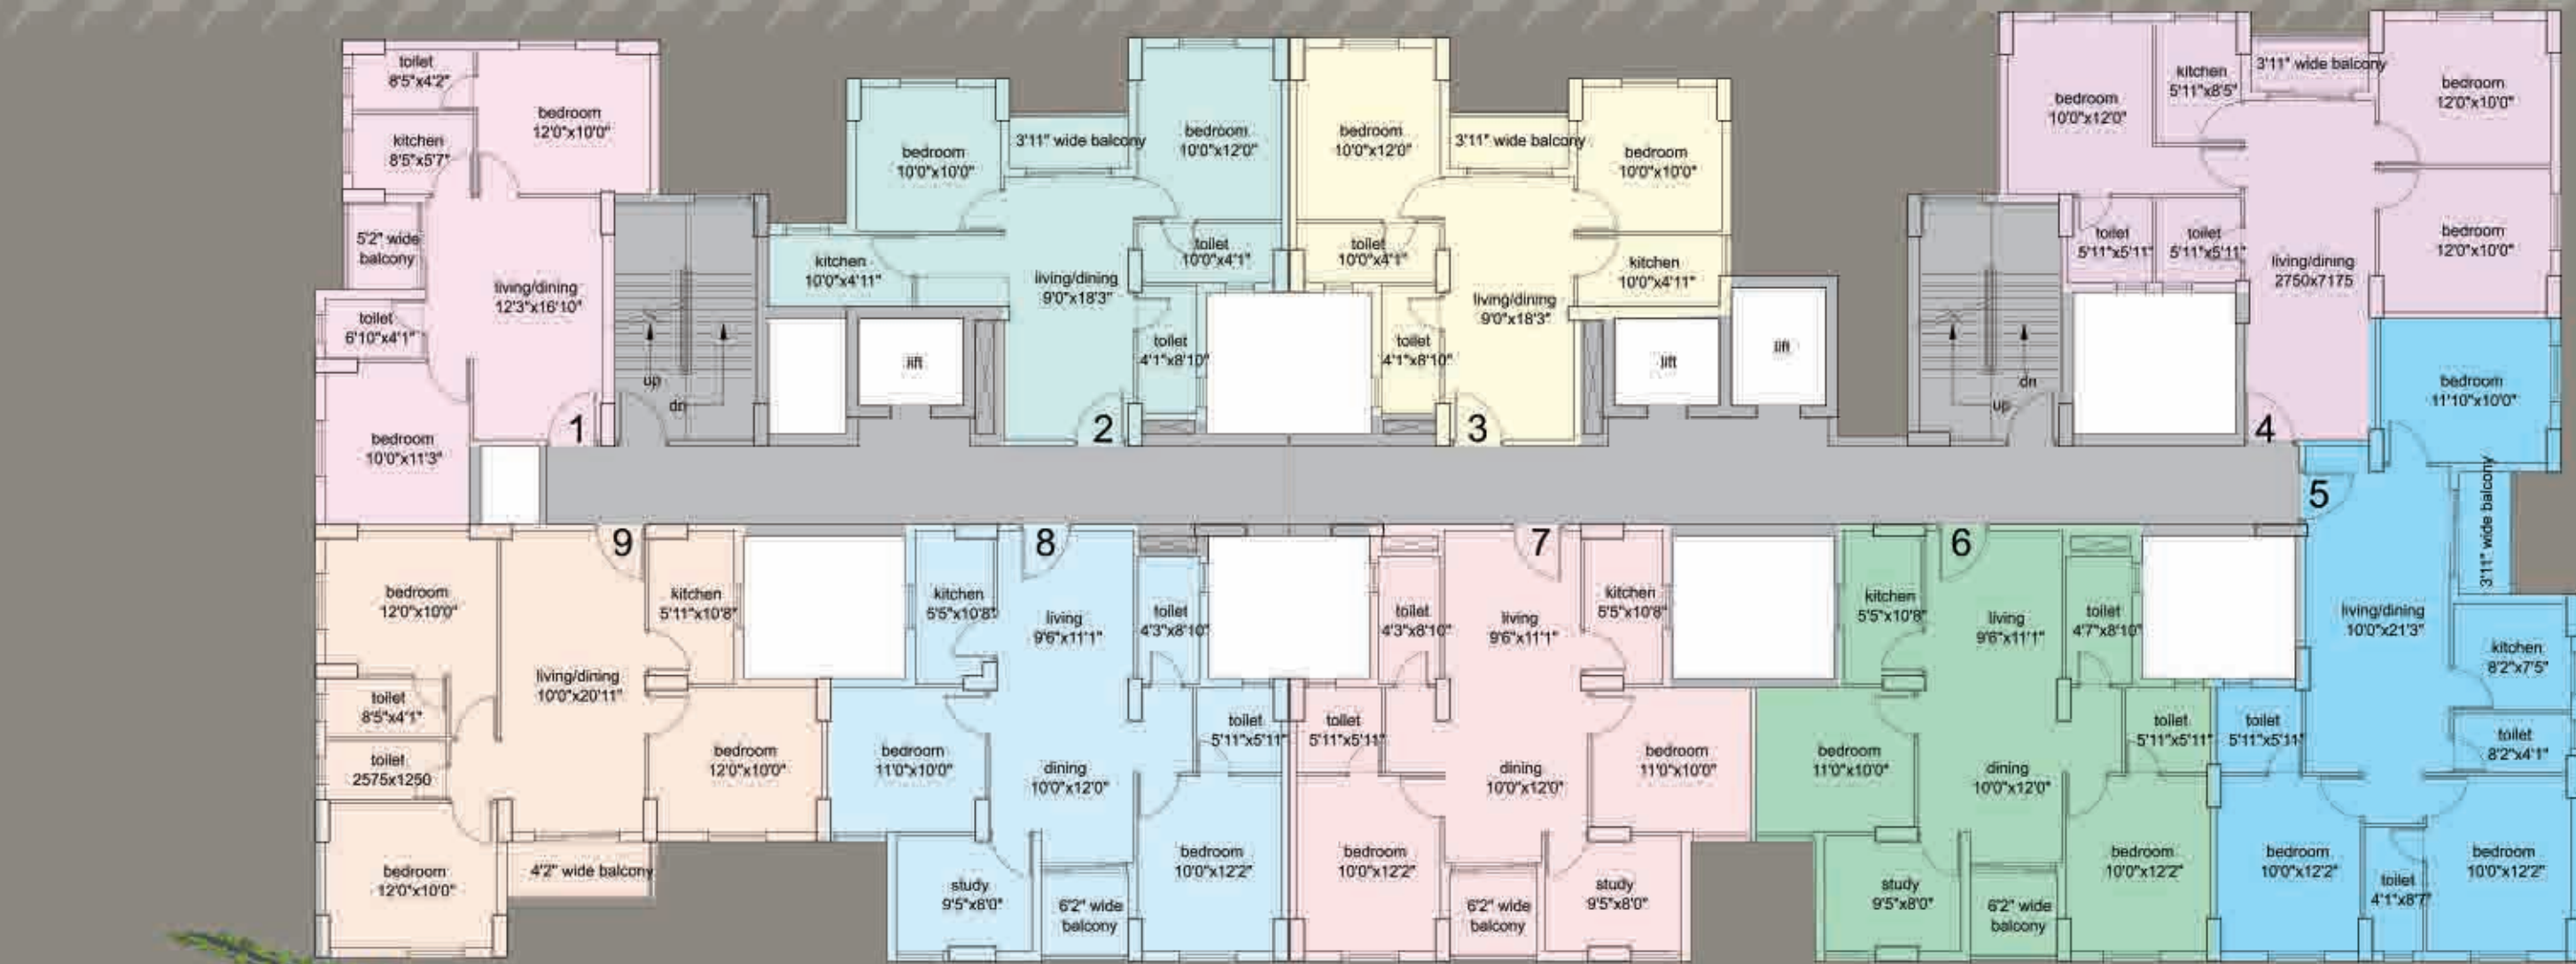 toilet
8'5"x4'2"
bedroom
12'0"x10'0"
kitchen
8'5"x5'7"
5'2" wide
balcony
living/dining
12'3"x16'10"
toilet
6'10"x4'1"
bedroom
10'0"x11'3"
1
up
dn
bedroom
10'0"x10'0"
3'11" wide balcony
bedroom
10'0"x12'0"
kitchen
10'0"x4'11"
living/dining
9'0"x18'3"
toilet
10'0"x4'1"
toilet
4'1"x8'10"
lift
2
bedroom
10'0"x12'0"
3'11" wide balcony
bedroom
10'0"x10'0"
toilet
10'0"x4'1"
kitchen
10'0"x4'11"
living/dining
9'0"x18'3"
toilet
4'1"x8'10"
3
lift
lift
up
dn
bedroom
10'0"x12'0"
kitchen
5'11"x8'5"
3'11" wide balcony
bedroom
12'0"x10'0"
bedroom
12'0"x10'0"
toilet
5'11"x5'11"
toilet
5'11"x5'11"
living/dining
2750x7175
4
bedroom
11'10"x10'0"
5
3'11" wide balcony
living/dining
10'0"x21'3"
kitchen
8'2"x7'5"
toilet
8'2"x4'1"
toilet
5'11"x5'11"
bedroom
10'0"x12'2"
toilet
4'1"x8'7"
bedroom
10'0"x12'2"
9
bedroom
12'0"x10'0"
kitchen
5'11"x10'8"
living/dining
10'0"x20'11"
toilet
8'5"x4'1"
toilet
2575x1250
bedroom
12'0"x10'0"
bedroom
12'0"x10'0"
4'2" wide balcony
8
kitchen
5'5"x10'8"
living
9'6"x11'1"
toilet
4'3"x8'10"
bedroom
11'0"x10'0"
dining
10'0"x12'0"
toilet
5'11"x5'11"
study
9'5"x8'0"
6'2" wide
balcony
bedroom
10'0"x12'2"
7
toilet
4'3"x8'10"
living
9'6"x11'1"
kitchen
5'5"x10'8"
toilet
5'11"x5'11"
dining
10'0"x12'0"
bedroom
11'0"x10'0"
bedroom
10'0"x12'2"
6'2" wide
balcony
study
9'5"x8'0"
6
kitchen
5'5"x10'8"
living
9'6"x11'1"
toilet
4'7"x8'10"
bedroom
11'0"x10'0"
dining
10'0"x12'0"
toilet
5'11"x5'11"
study
9'5"x8'0"
6'2" wide
balcony
bedroom
10'0"x12'2"